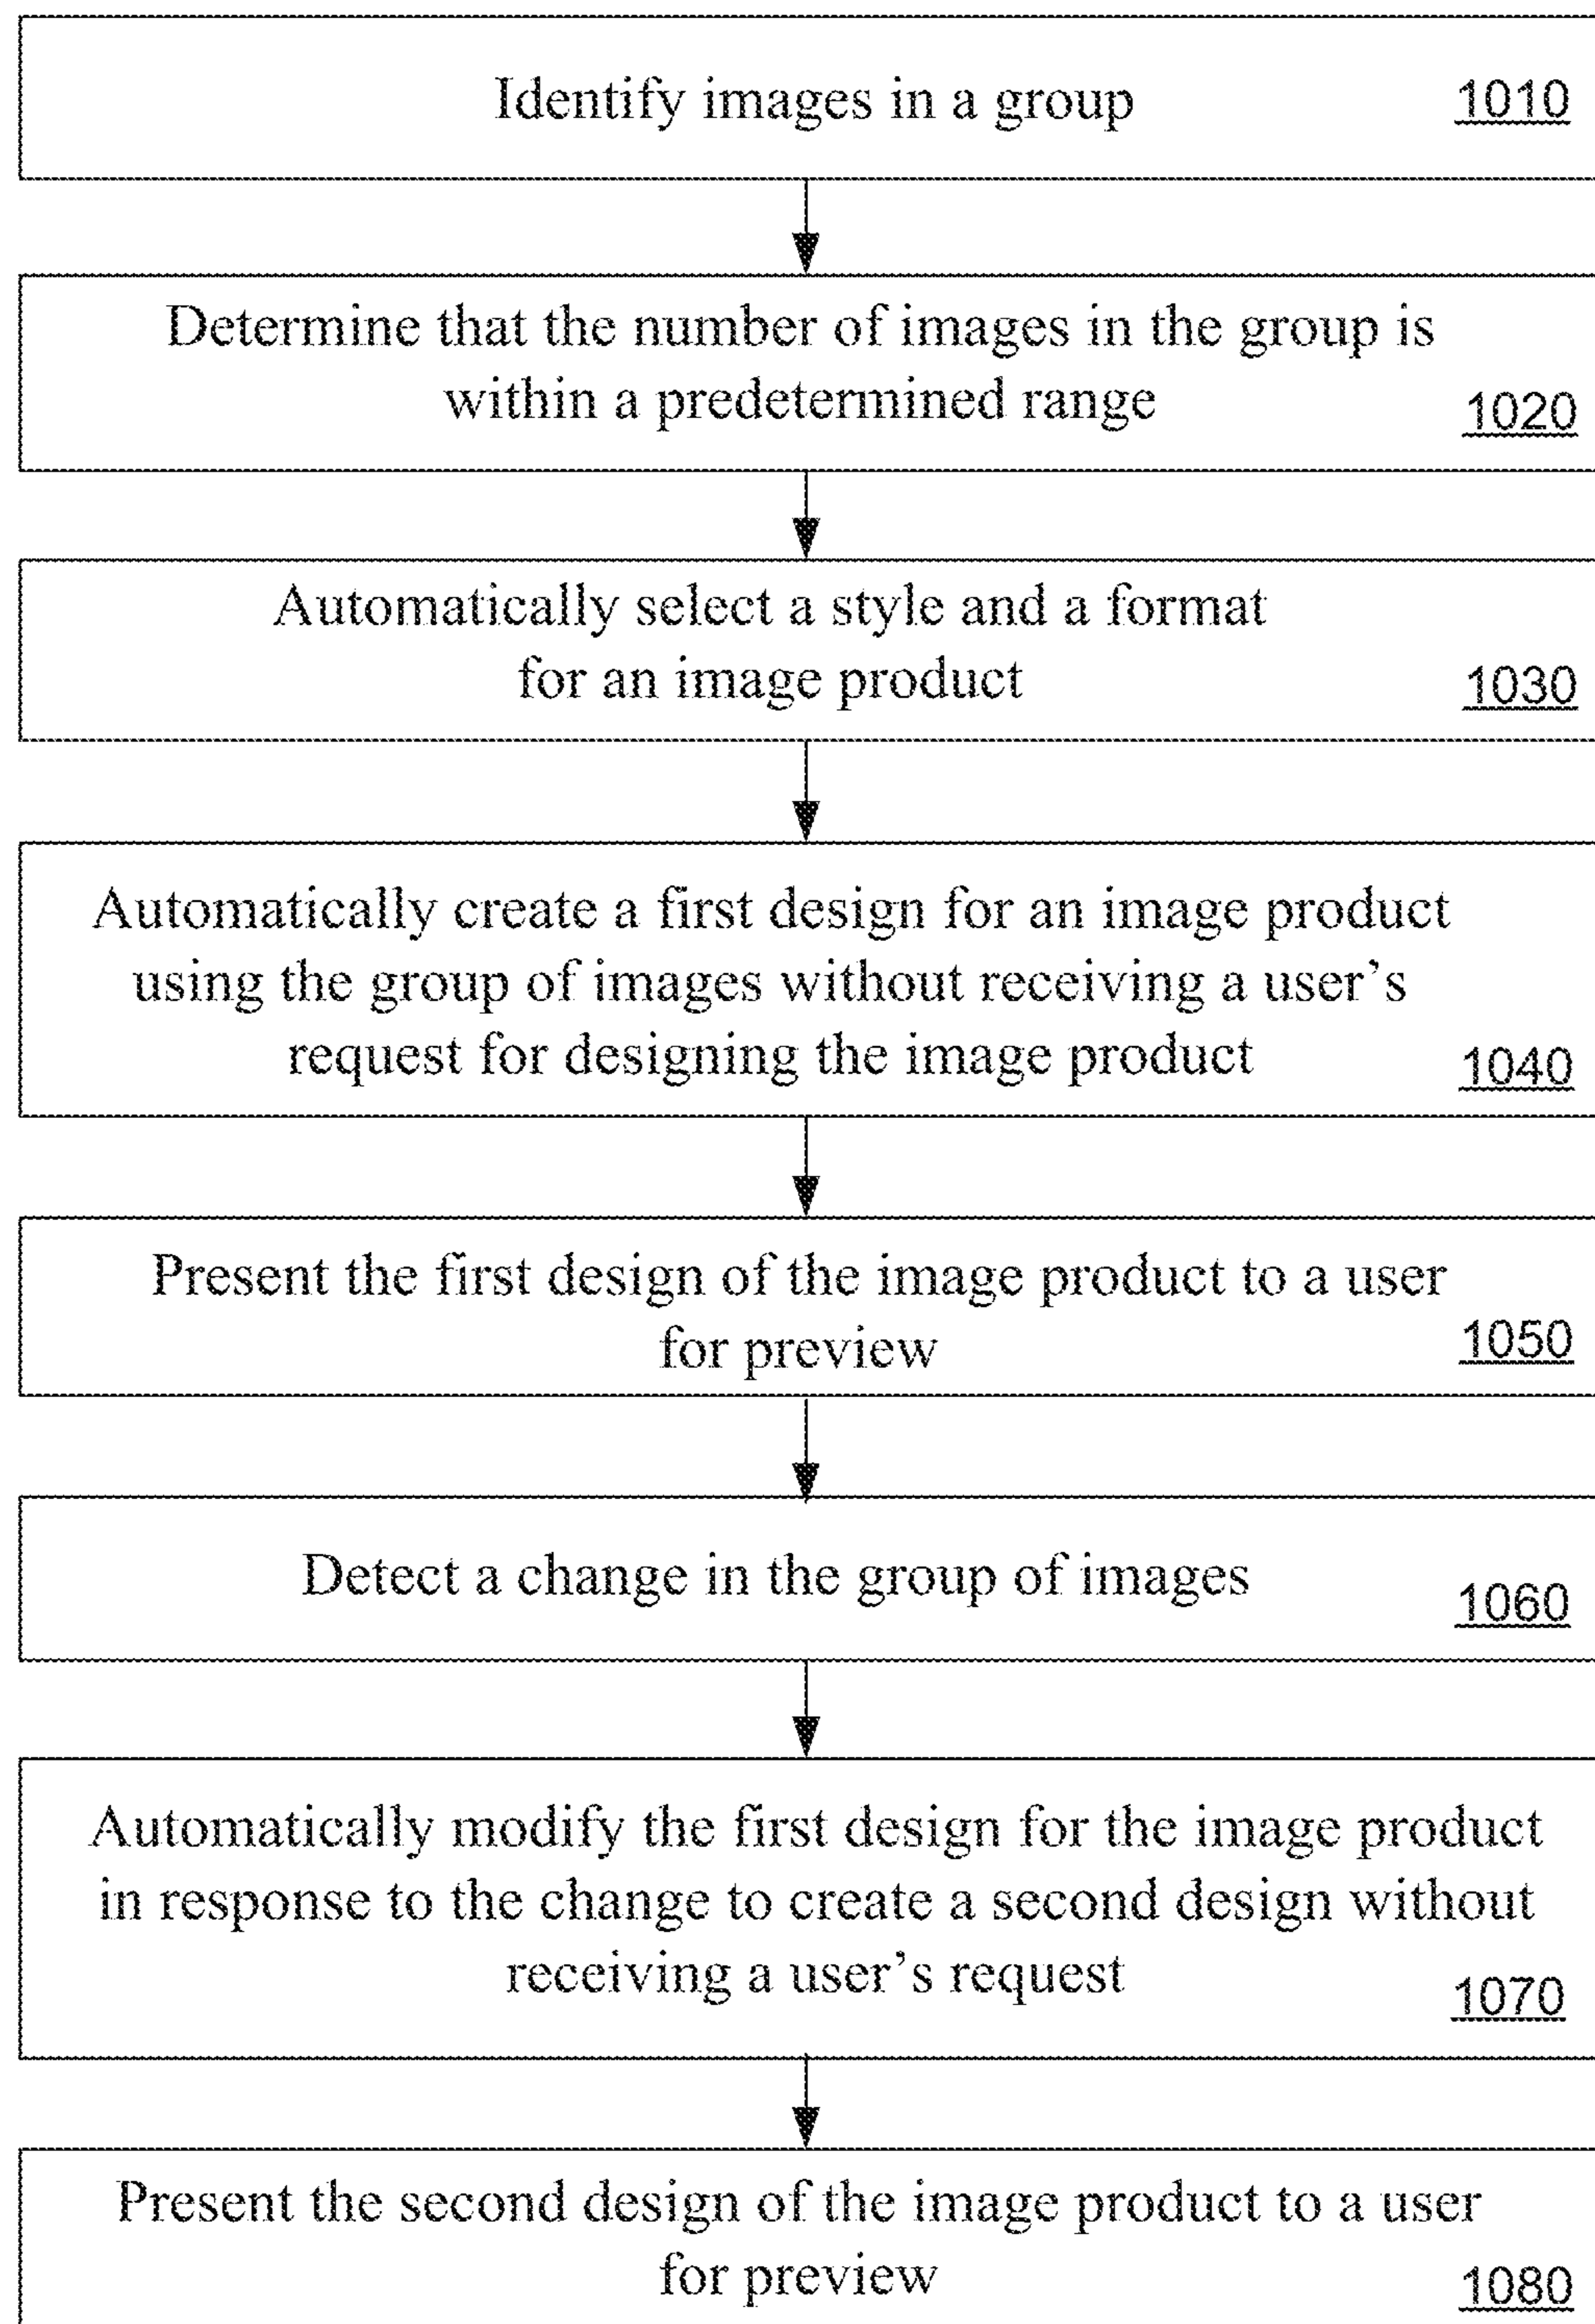 Identify images in a group 1010
Determine that the number of images in the group is
within a predetermined range 1020
Automatically select a style and a format
for an image product 1030
Automatically create a first design for an image product
using the group of images without receiving a user’s
request for designing the image product 1040
Present the first design of the image product to a user
for preview 1050
Detect a change in the group of images 1060
Automatically modify the first design for the image product
in response to the change to create a second design without
receiving a user’s request 1070
Present the second design of the image product to a user
for preview 1080